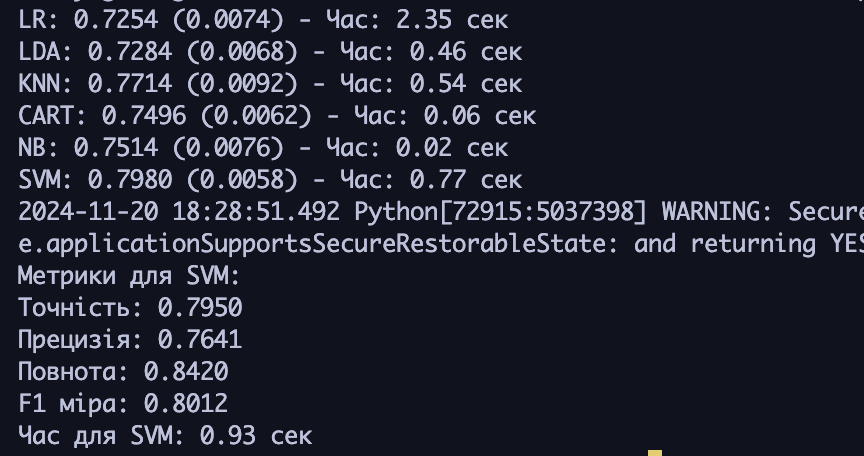 LR: 0.7254 (0.0074) - Час: 2.35 сек
LDA: 0.7284 (0.0068) - Час: 0.46 сек
KNN: 0.7714 (0.0092) - Час: 0.54 сек
CART: 0.7496 (0.0062) - Час: 0.06 сек
NB: 0.7514 (0.0076) - Час: 0.02 сек
SVM: 0.7980 (0.0058) - Час: 0.77 сек
2024-11-20 18:28:51.492 Python[72915:5037398] WARNING: Secure
e.applicationSupportsSecureRestorableState: and returning YES
Метрики для SVM:
Точність: 0.7950
Прецизія: 0.7641
Повнота: 0.8420
F1 міра: 0.8012
Час для SVM: 0.93 сек